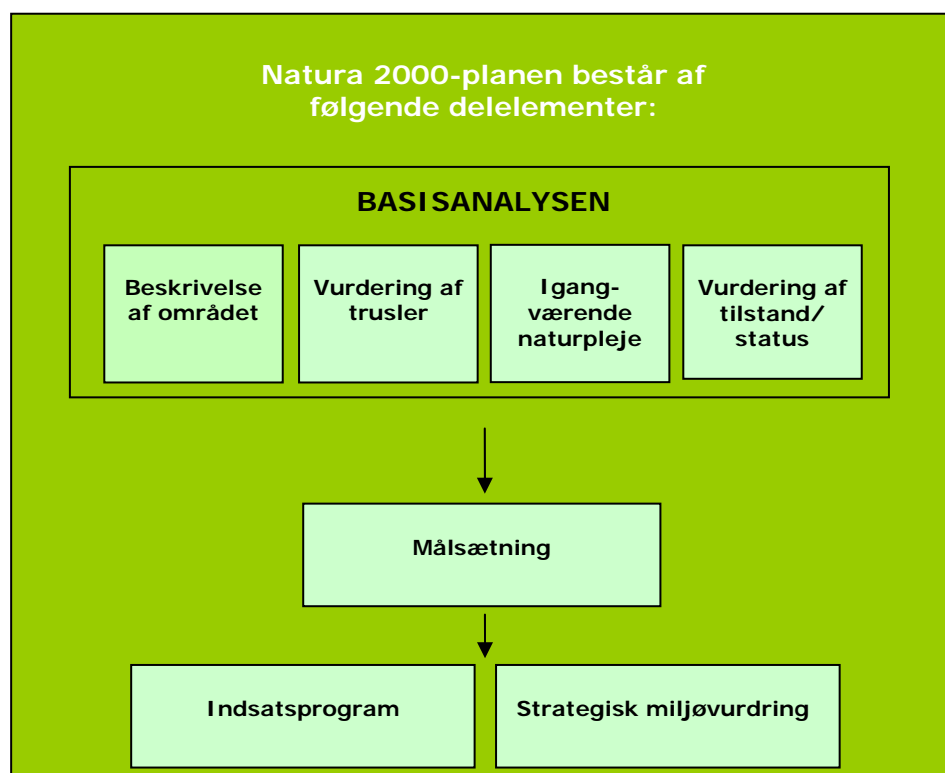 Natura 2000-planen består af
følgende delelementer:
BASISANALYSEN
Beskrivelse
af området
Vurdering af
trusler
Igang-
værende
naturpleje
Vurdering af
tilstand/
status
Målsætning
Indsatsprogram
Strategisk miljøvurdring